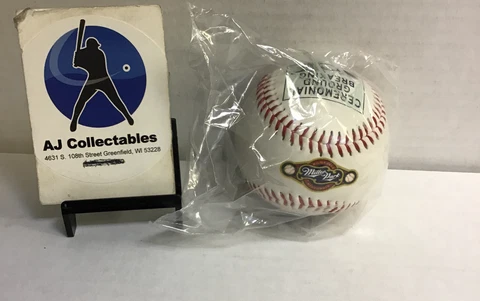 AJ Collectables
4631 S. 108th Street Greenfield, WI 53228
CEREMONIAL
GROUND
BREAKING
Miller Park